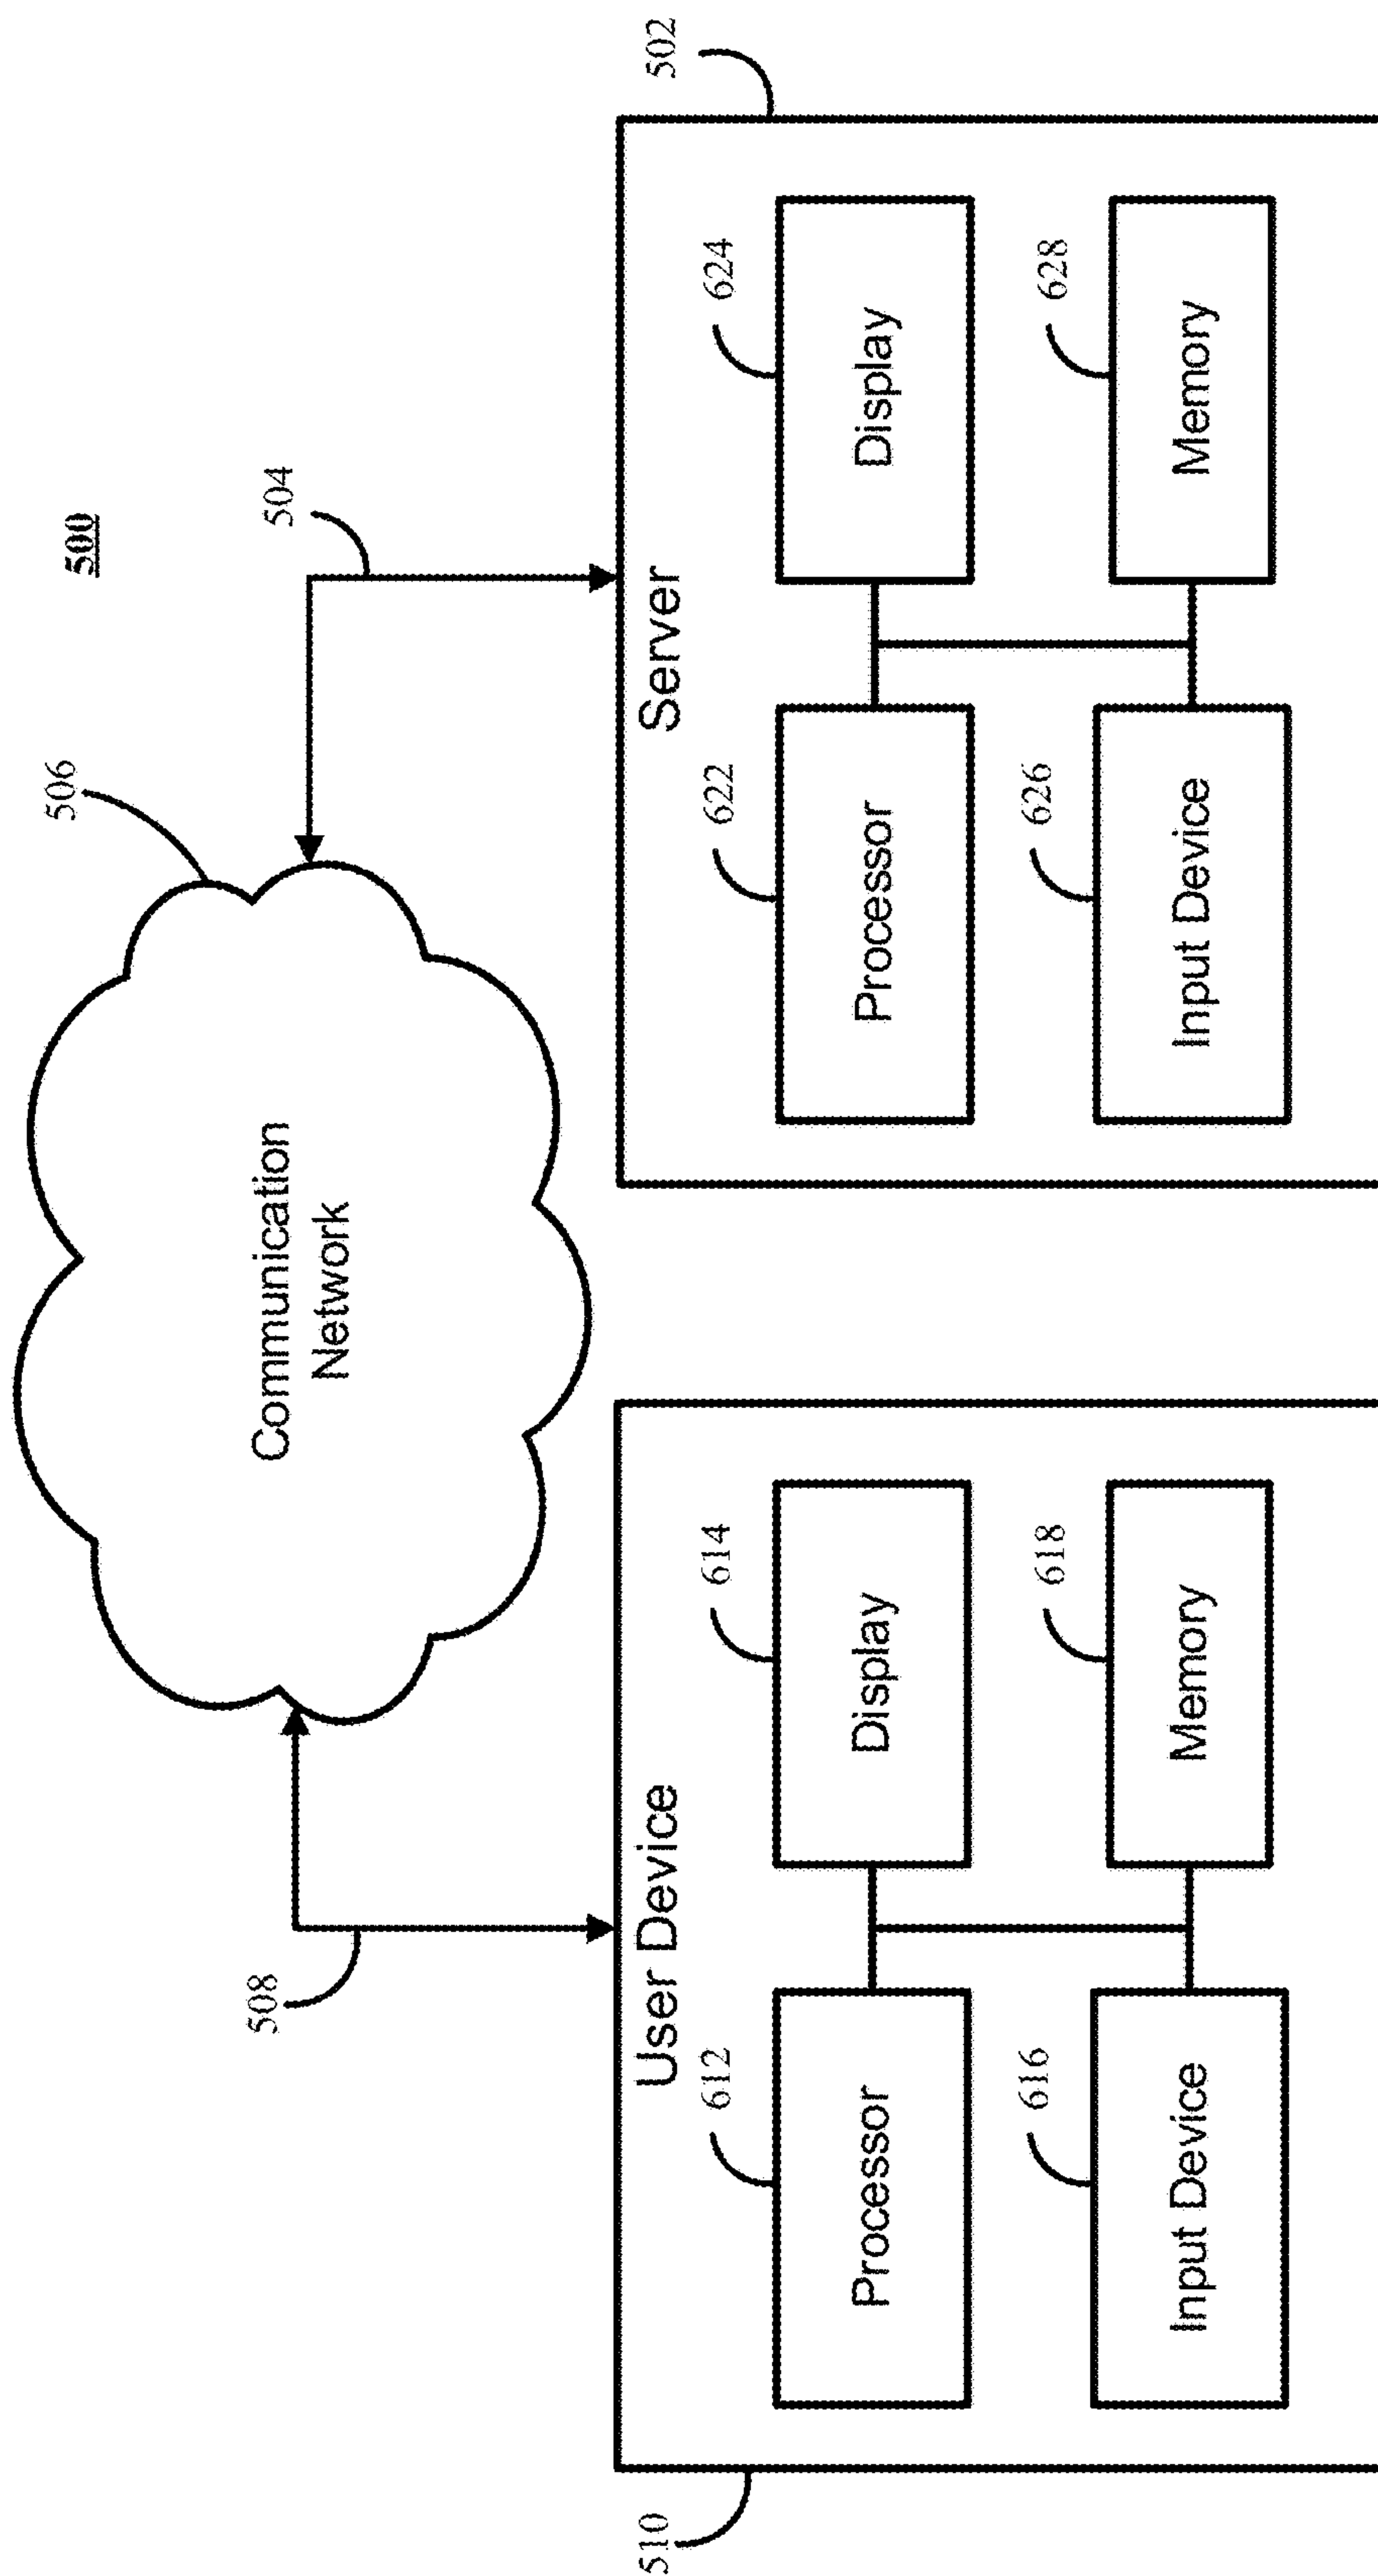 500
506
504
508
Communication
Network
502
510
User Device
612
614
Processor
Display
616
618
Input Device
Memory
Server
622
624
Processor
Display
626
628
Input Device
Memory